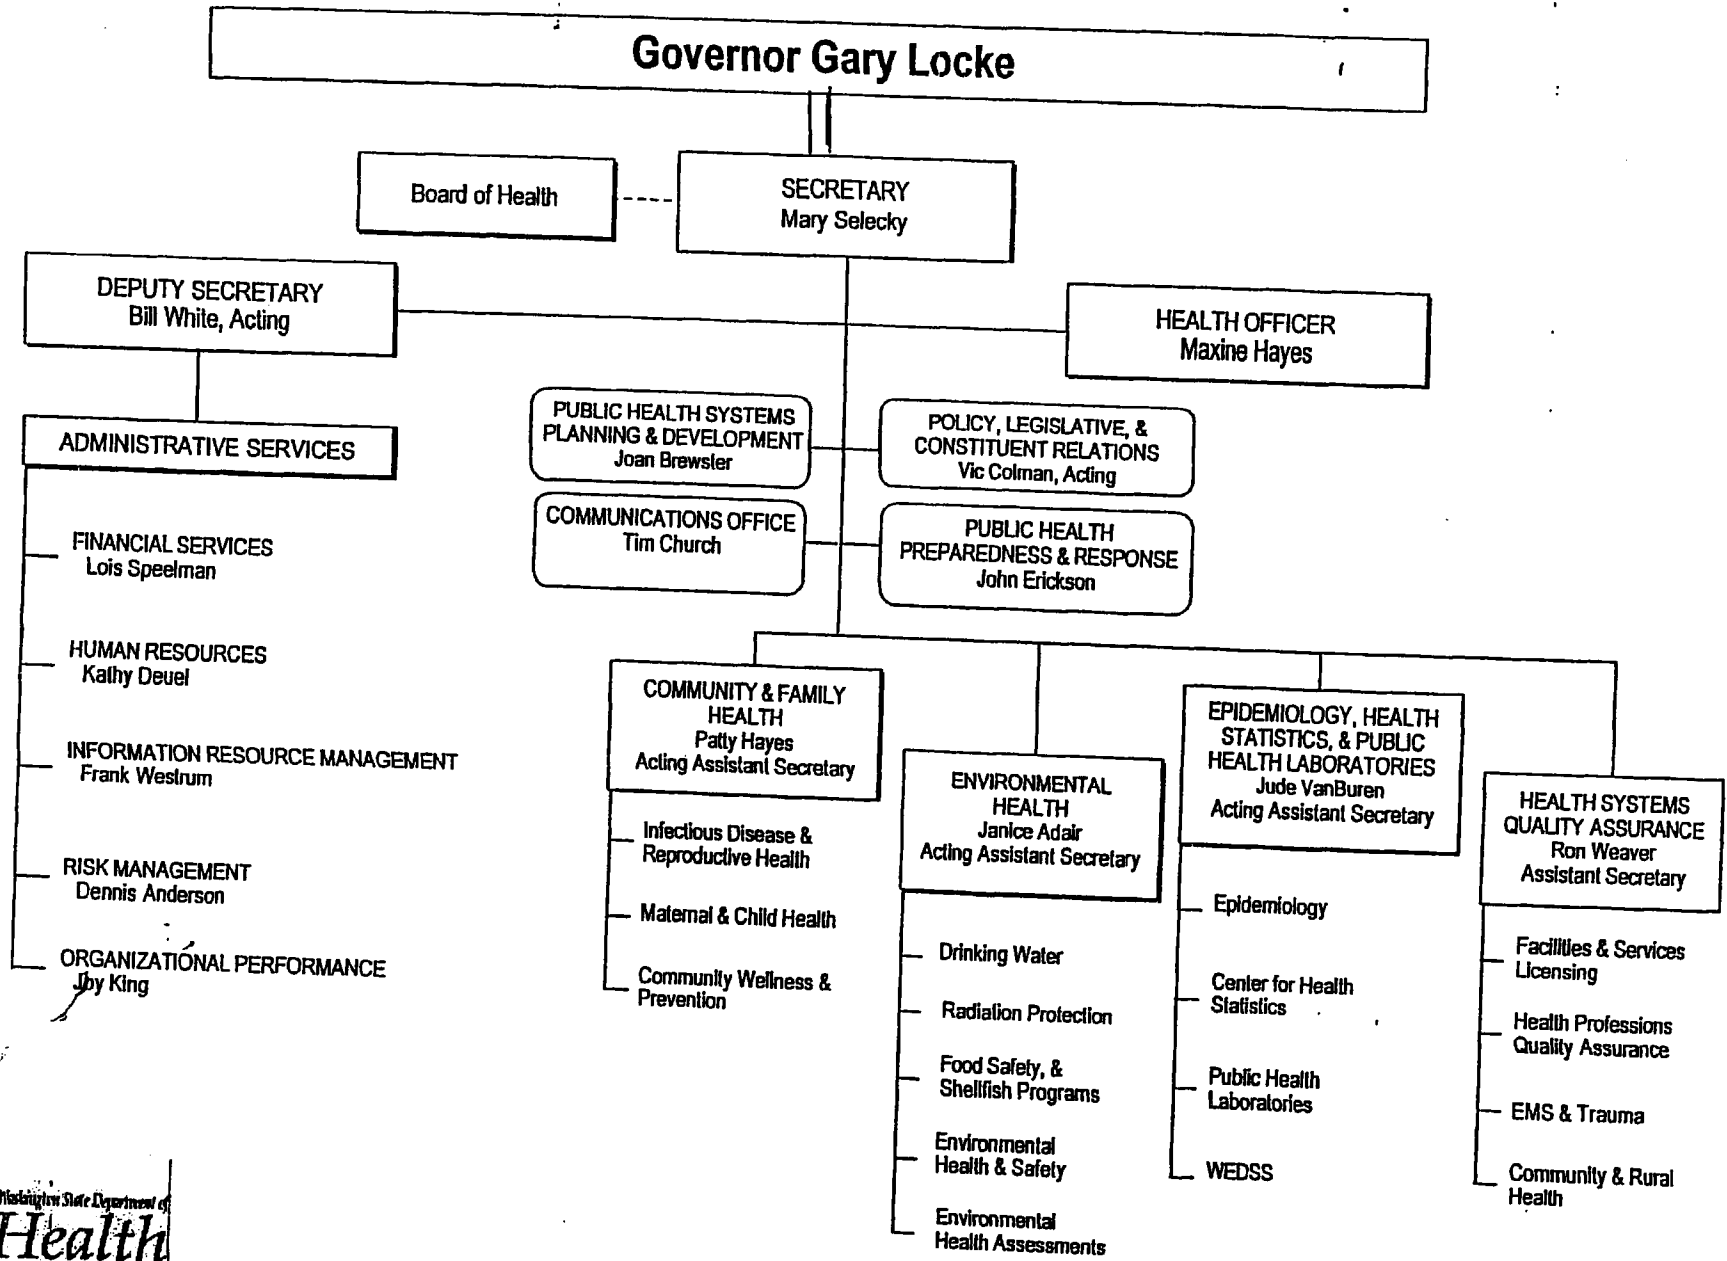 Governor Gary Locke
Board of Health
SECRETARY
Mary Selecky
DEPUTY SECRETARY
Bill White, Acting
HEALTH OFFICER
Maxine Hayes
ADMINISTRATIVE SERVICES
FINANCIAL SERVICES
Lois Speelman
HUMAN RESOURCES
Kathy Deuel
INFORMATION RESOURCE MANAGEMENT
Frank Westrum
RISK MANAGEMENT
Dennis Anderson
ORGANIZATIONAL PERFORMANCE
Joy King
PUBLIC HEALTH SYSTEMS
PLANNING & DEVELOPMENT
Joan Brewster
POLICY, LEGISLATIVE, &
CONSTITUENT RELATIONS
Vic Colman, Acting
COMMUNICATIONS OFFICE
Tim Church
PUBLIC HEALTH
PREPAREDNESS & RESPONSE
John Erickson
COMMUNITY & FAMILY
HEALTH
Patty Hayes
Acting Assistant Secretary
Infectious Disease &
Reproductive Health
Maternal & Child Health
Community Wellness &
Prevention
ENVIRONMENTAL
HEALTH
Janice Adair
Acting Assistant Secretary
Drinking Water
Radiation Protection
Food Safety, &
Shellfish Programs
Environmental
Health & Safety
Environmental
Health Assessments
EPIDEMIOLOGY, HEALTH
STATISTICS, & PUBLIC
HEALTH LABORATORIES
Jude VanBuren
Acting Assistant Secretary
Epidemiology
Center for Health
Statistics
Public Health
Laboratories
WEDSS
HEALTH SYSTEMS
QUALITY ASSURANCE
Ron Weaver
Assistant Secretary
Facilities & Services
Licensing
Health Professions
Quality Assurance
EMS & Trauma
Community & Rural
Health
Washington State Department of
Health